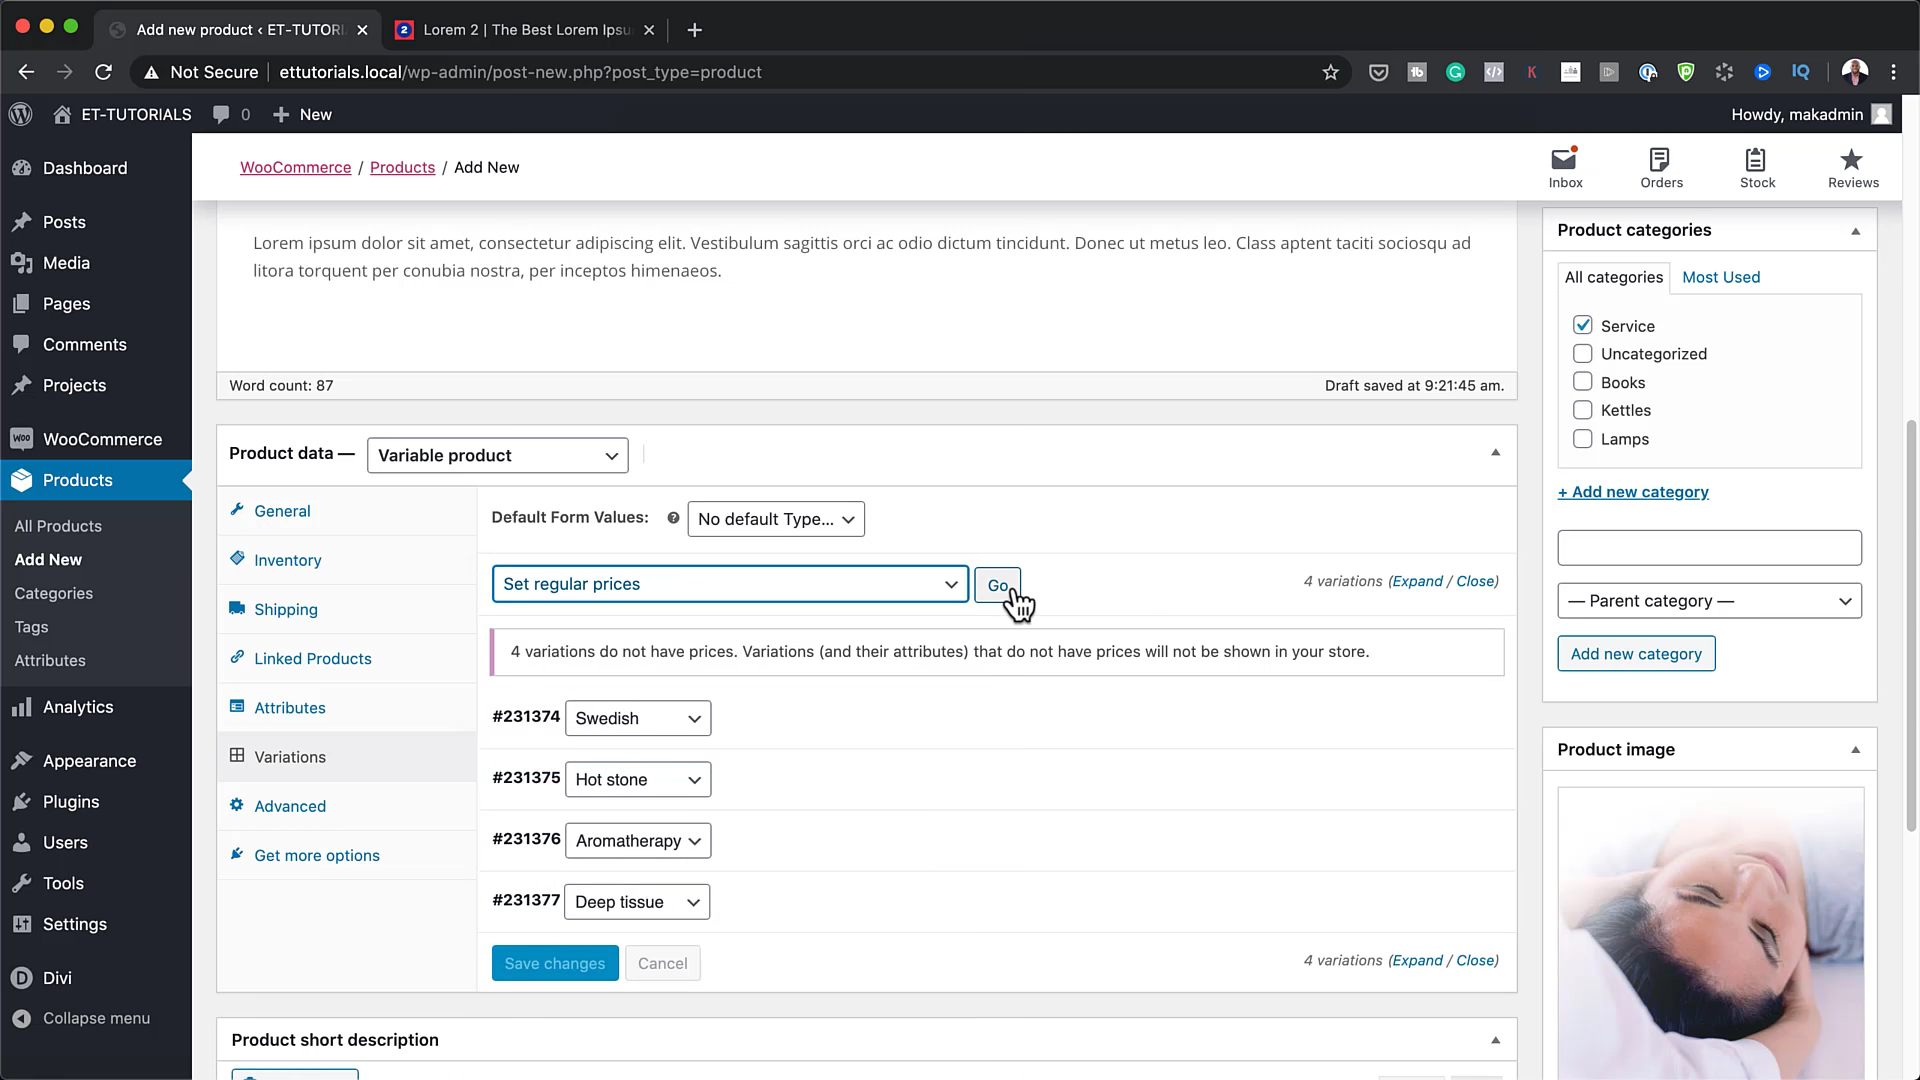 Add new product ‹ ET-TUTORI
Lorem 2 | The Best Lorem Ipsu
Not Secure
ettutorials.local/wp-admin/post-new.php?post_type=product
ET-TUTORIALS
0
New
Howdy, makadmin
Dashboard
Posts
Media
Pages
Comments
Projects
WooCommerce
Products
All Products
Add New
Categories
Tags
Attributes
Analytics
Appearance
Plugins
Users
Tools
Settings
Divi
Collapse menu
WooCommerce / Products / Add New
Inbox
Orders
Stock
Reviews
Lorem ipsum dolor sit amet, consectetur adipiscing elit. Vestibulum sagittis orci ac odio dictum tincidunt. Donec ut metus leo. Class aptent taciti sociosqu ad
litora torquent per conubia nostra, per inceptos himenaeos.
Word count: 87
Draft saved at 9:21:45 am.
Product data —
Variable product
General
Inventory
Shipping
Linked Products
Attributes
Variations
Advanced
Get more options
Default Form Values:
No default Type...
Set regular prices
Go
4 variations (Expand / Close)
4 variations do not have prices. Variations (and their attributes) that do not have prices will not be shown in your store.
#231374 Swedish
#231375 Hot stone
#231376 Aromatherapy
#231377 Deep tissue
Save changes
Cancel
4 variations (Expand / Close)
Product short description
Product categories
All categories
Most Used
Service
Uncategorized
Books
Kettles
Lamps
+ Add new category
— Parent category —
Add new category
Product image